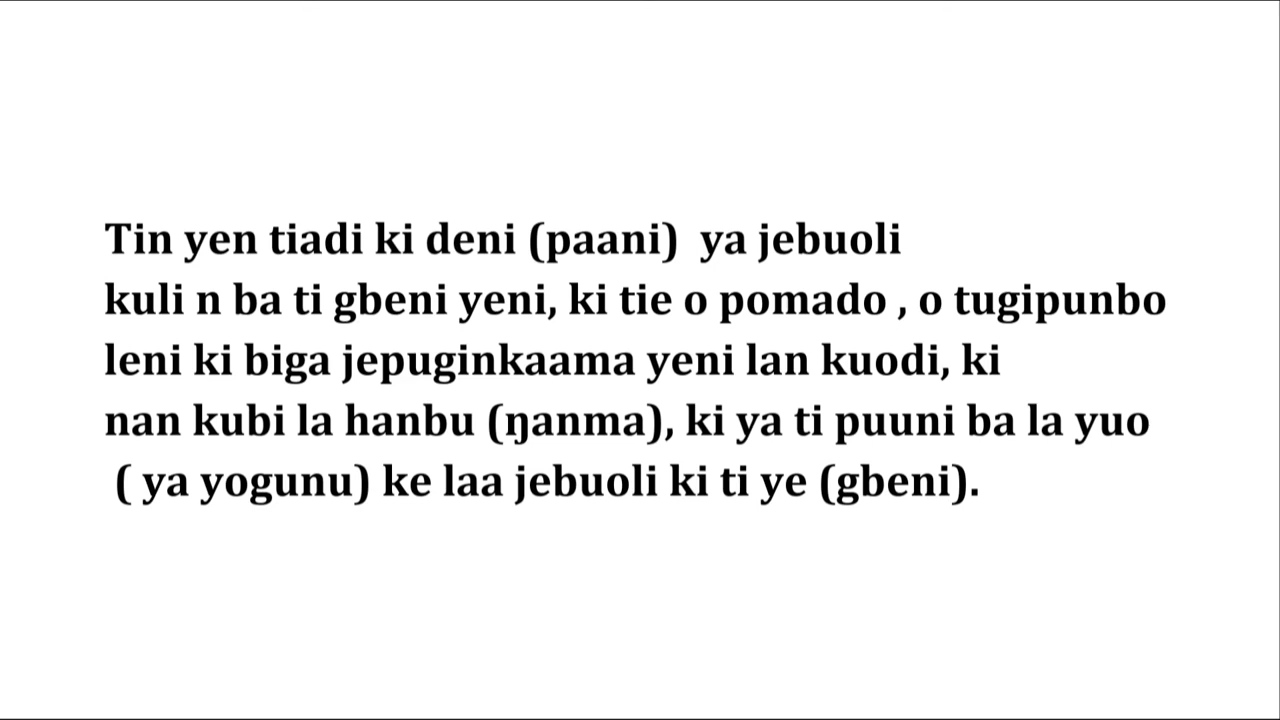 Tin yen tiadi ki deni (paani) ya jebuoli
kuli n ba ti gbeni yeni, ki tie o pomado , o tugipunbo
leni ki biga jepuginkaama yeni lan kuodi, ki
nan kubi la hanbu (ŋanma), ki ya ti puuni ba la yuo
( ya yogunu) ke laa jebuoli ki ti ye (gbeni).